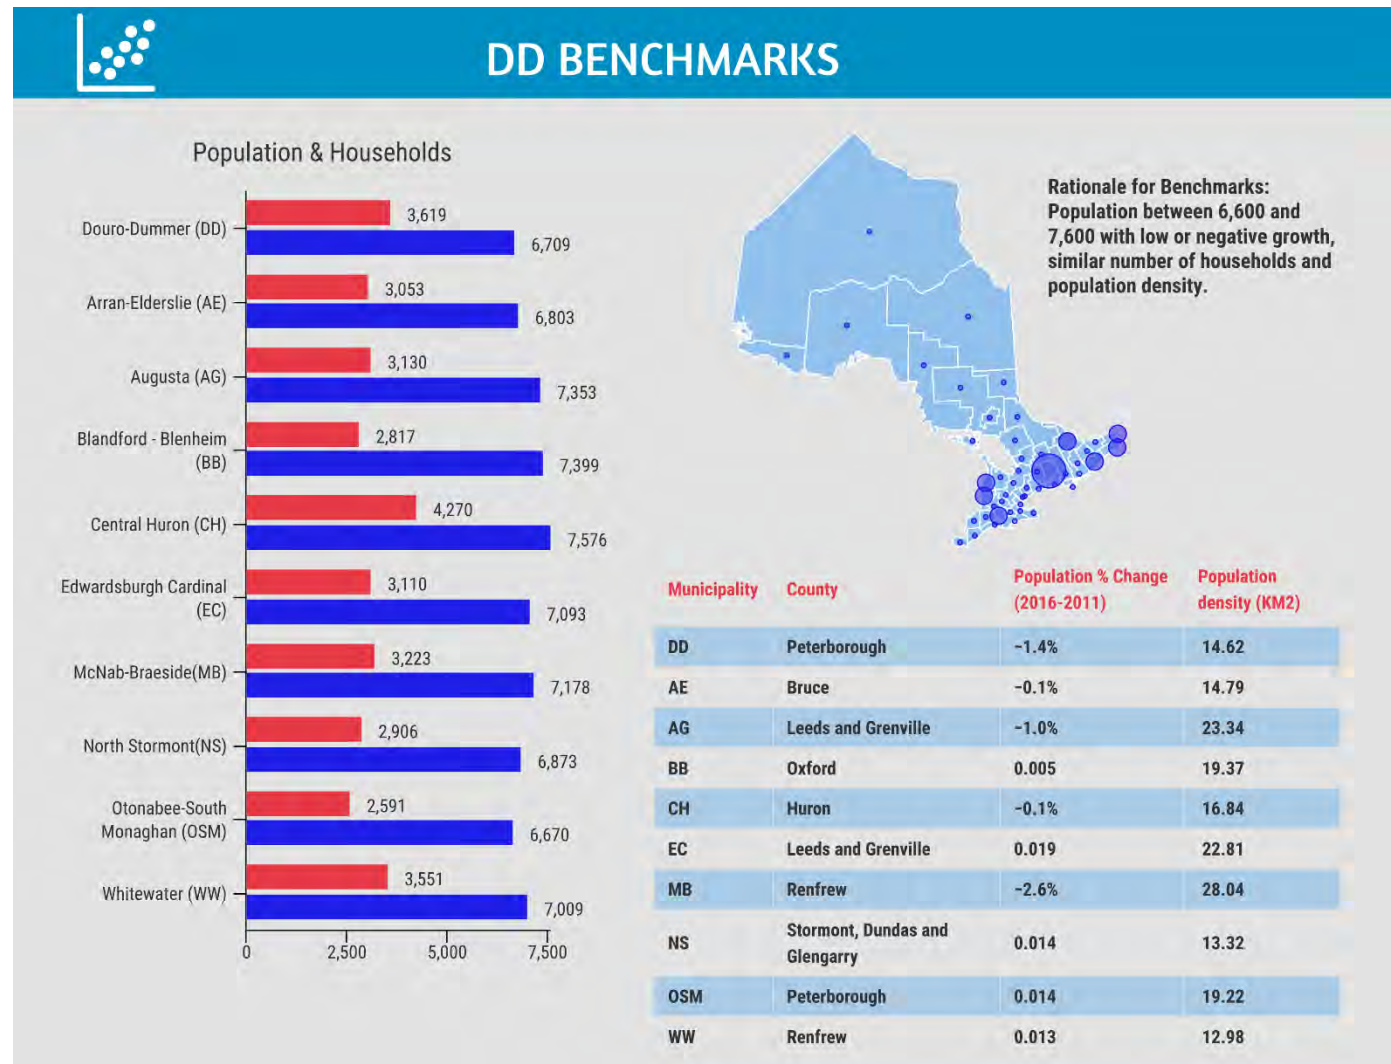 DD BENCHMARKS
Population & Households
Douro-Dummer (DD)
3,619
6,709
Arran-Elderslie (AE)
3,053
6,803
Augusta (AG)
3,130
7,353
Blandford - Blenheim
(BB)
2,817
7,399
Central Huron (CH)
4,270
7,576
Edwardsburgh Cardinal
(EC)
3,110
7,093
McNab-Braeside(MB)
3,223
7,178
North Stormont(NS)
2,906
6,873
Otonabee-South
Monaghan (OSM)
2,591
6,670
Whitewater (WW)
3,551
7,009
0 2,500 5,000 7,500
Rationale for Benchmarks:
Population between 6,600 and
7,600 with low or negative growth,
similar number of households and
population density.
Municipality County Population % Change (2016-2011) Population density (KM2)
DD Peterborough −1.4% 14.62
AE Bruce −0.1% 14.79
AG Leeds and Grenville −1.0% 23.34
BB Oxford 0.005 19.37
CH Huron −0.1% 16.84
EC Leeds and Grenville 0.019 22.81
MB Renfrew −2.6% 28.04
NS Stormont, Dundas and Glengarry 0.014 13.32
OSM Peterborough 0.014 19.22
WW Renfrew 0.013 12.98